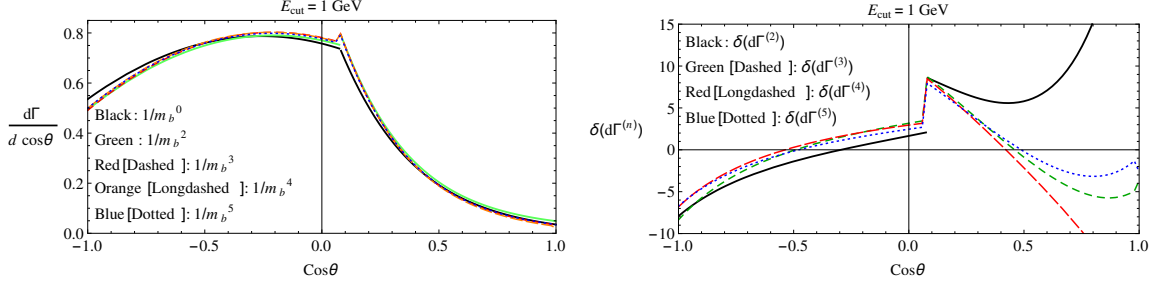 E_cut = 1 GeV
0.8
0.6
0.4
0.2
0.0
dΓ
d cosθ
Black: 1/m_b^0
Green : 1/m_b^2
Red[Dashed ]: 1/m_b^3
Orange [Longdashed ]: 1/m_b^4
Blue[Dotted ]: 1/m_b^5
-1.0 -0.5 0.0 0.5 1.0
Cosθ
E_cut = 1 GeV
15
10
5
0
-5
-10
δ(dΓ^(n))
Black: δ(dΓ^(2))
Green [Dashed ]: δ(dΓ^(3))
Red[Longdashed ]: δ(dΓ^(4))
Blue[Dotted ]: δ(dΓ^(5))
-1.0 -0.5 0.0 0.5 1.0
Cosθ